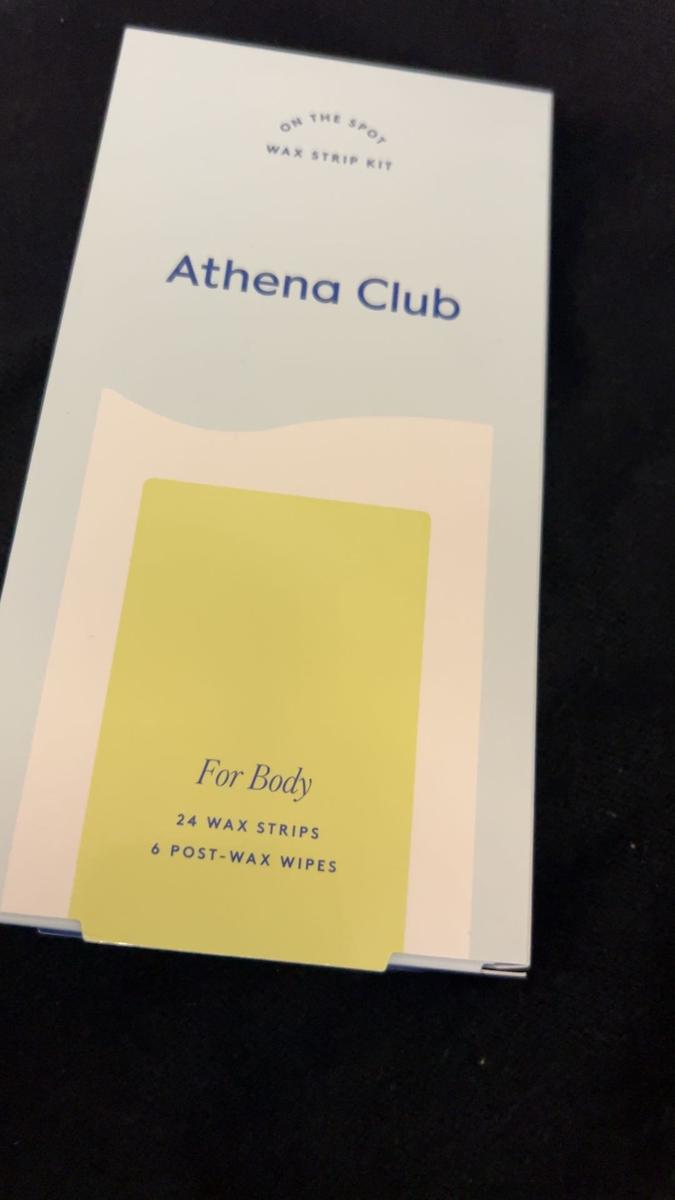 ON THE SPOT
WAX STRIP KIT
Athena Club
For Body
24 WAX STRIPS
6 POST-WAX WIPES